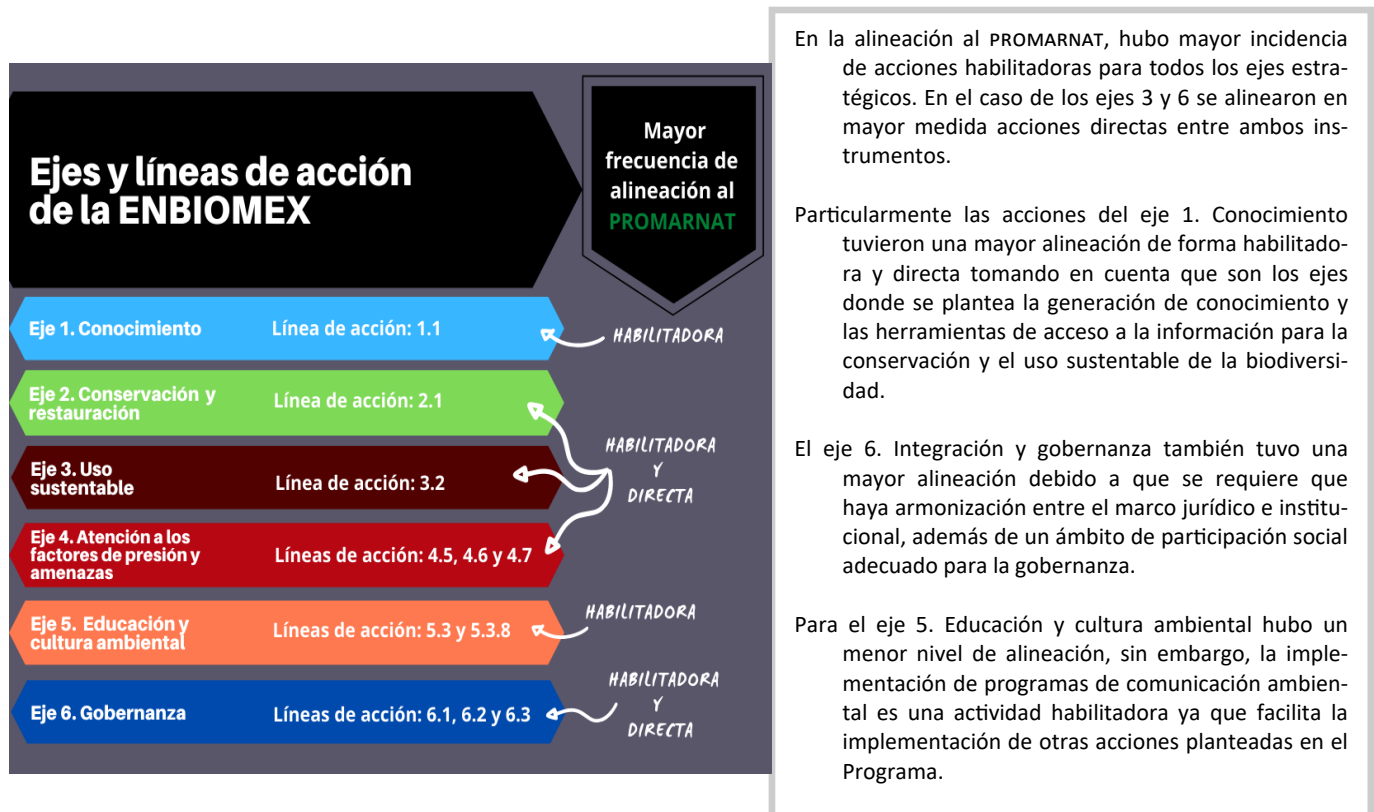 Ejes y líneas de acción
de la ENBIOMEX
Mayor
frecuencia de
alineación al
PROMARNAT
Eje 1. Conocimiento
Línea de acción: 1.1
HABILITADORA
Eje 2. Conservación y
restauración
Línea de acción: 2.1
Eje 3. Uso
sustentable
Línea de acción: 3.2
HABILITADORA
Y
DIRECTA
Eje 4. Atención a los
factores de presión y
amenazas
Líneas de acción: 4.5, 4.6 y 4.7
Eje 5. Educación y
cultura ambiental
Líneas de acción: 5.3 y 5.3.8
HABILITADORA
Eje 6. Gobernanza
Líneas de acción: 6.1, 6.2 y 6.3
HABILITADORA
Y
DIRECTA
En la alineación al PROMARNAT, hubo mayor incidencia
de acciones habilitadoras para todos los ejes estra-
tégicos. En el caso de los ejes 3 y 6 se alinearon en
mayor medida acciones directas entre ambos ins-
trumentos.
Particularmente las acciones del eje 1. Conocimiento
tuvieron una mayor alineación de forma habilitado-
ra y directa tomando en cuenta que son los ejes
donde se plantea la generación de conocimiento y
las herramientas de acceso a la información para la
conservación y el uso sustentable de la biodiversi-
dad.
El eje 6. Integración y gobernanza también tuvo una
mayor alineación debido a que se requiere que
haya armonización entre el marco jurídico e institu-
cional, además de un ámbito de participación social
adecuado para la gobernanza.
Para el eje 5. Educación y cultura ambiental hubo un
menor nivel de alineación, sin embargo, la imple-
mentación de programas de comunicación ambien-
tal es una actividad habilitadora ya que facilita la
implementación de otras acciones planteadas en el
Programa.